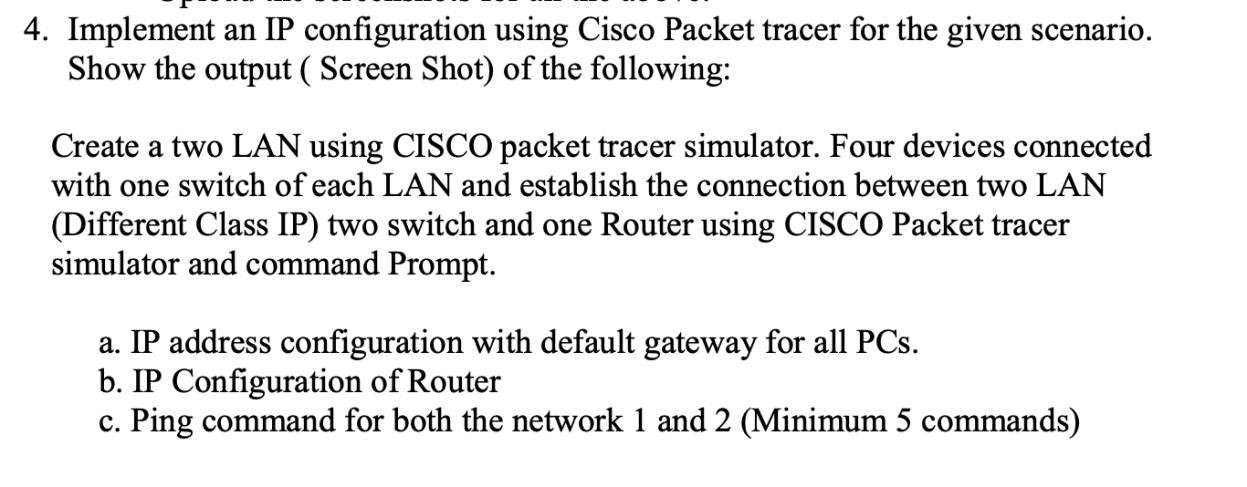 4. Implement an IP configuration using Cisco Packet tracer for the given scenario.
Show the output ( Screen Shot) of the following:
Create a two LAN using CISCO packet tracer simulator. Four devices connected
with one switch of each LAN and establish the connection between two LAN
(Different Class IP) two switch and one Router using CISCO Packet tracer
simulator and command Prompt.
a. IP address configuration with default gateway for all PCs.
b. IP Configuration of Router
c. Ping command for both the network 1 and 2 (Minimum 5 commands)